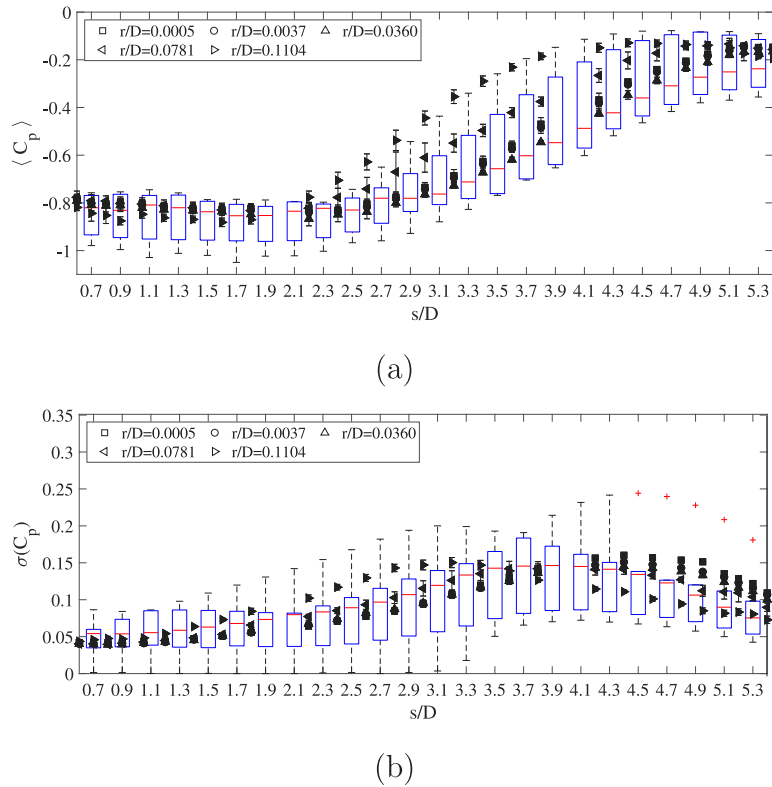 0
r/D=0.0005 r/D=0.0037 r/D=0.0360
r/D=0.0781 r/D=0.1104
-0.2
-0.4
⟨ C_p ⟩
-0.6
-0.8
-1
0.7 0.9 1.1 1.3 1.5 1.7 1.9 2.1 2.3 2.5 2.7 2.9 3.1 3.3 3.5 3.7 3.9 4.1 4.3 4.5 4.7 4.9 5.1 5.3
s/D
(a)
0.35
r/D=0.0005 r/D=0.0037 r/D=0.0360
r/D=0.0781 r/D=0.1104
0.3
0.25
0.2
σ(C_p)
0.15
0.1
0.05
0
0.7 0.9 1.1 1.3 1.5 1.7 1.9 2.1 2.3 2.5 2.7 2.9 3.1 3.3 3.5 3.7 3.9 4.1 4.3 4.5 4.7 4.9 5.1 5.3
s/D
(b)